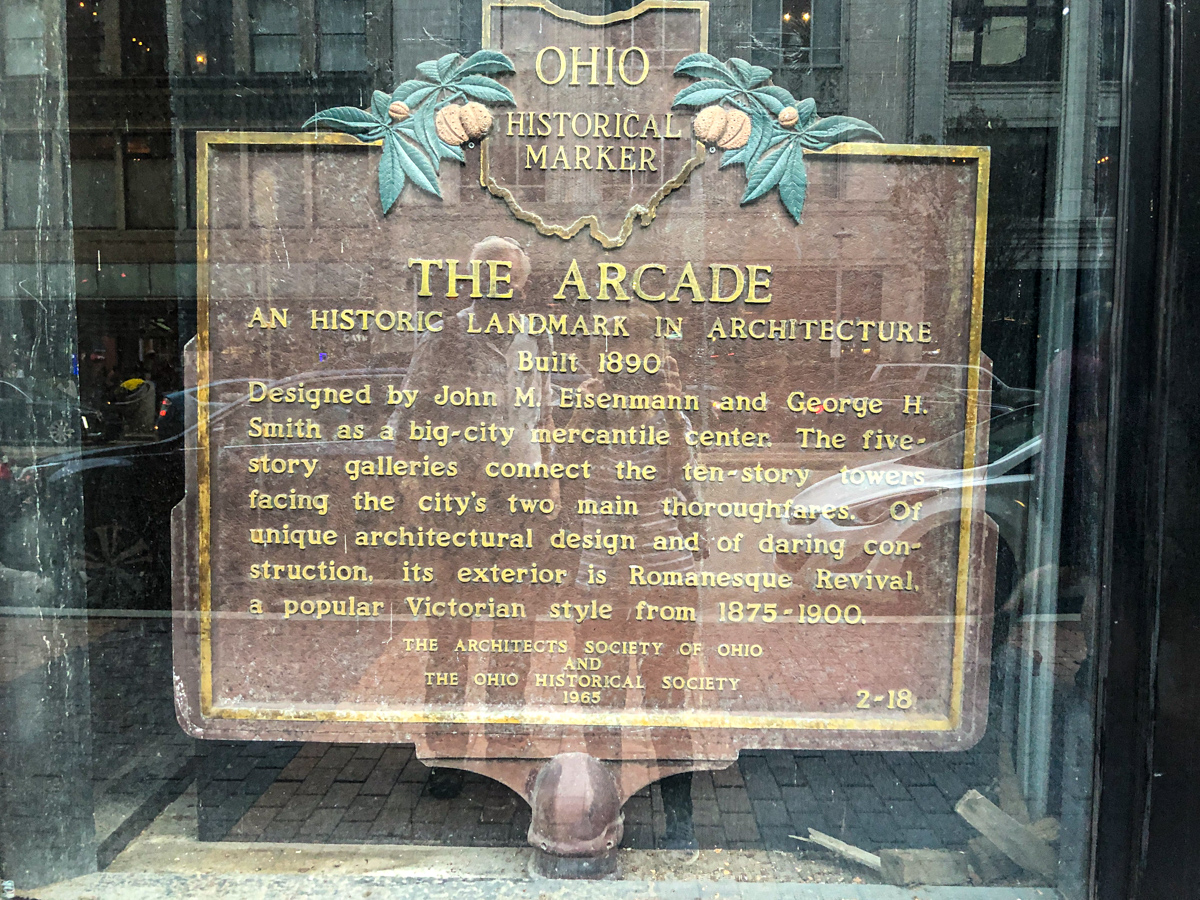 OHIO
HISTORICAL
MARKER
THE ARCADE
AN HISTORIC LANDMARK IN ARCHITECTURE
Built 1890
Designed by John M. Eisenmann and George H.
Smith as a big-city mercantile center. The five-
story galleries connect the ten-story towers
facing the city's two main thoroughfares. Of
unique architectural design and of daring con-
struction, its exterior is Romanesque Revival,
a popular Victorian style from 1875-1900.
THE ARCHITECTS SOCIETY OF OHIO
AND
THE OHIO HISTORICAL SOCIETY
1965
2-18